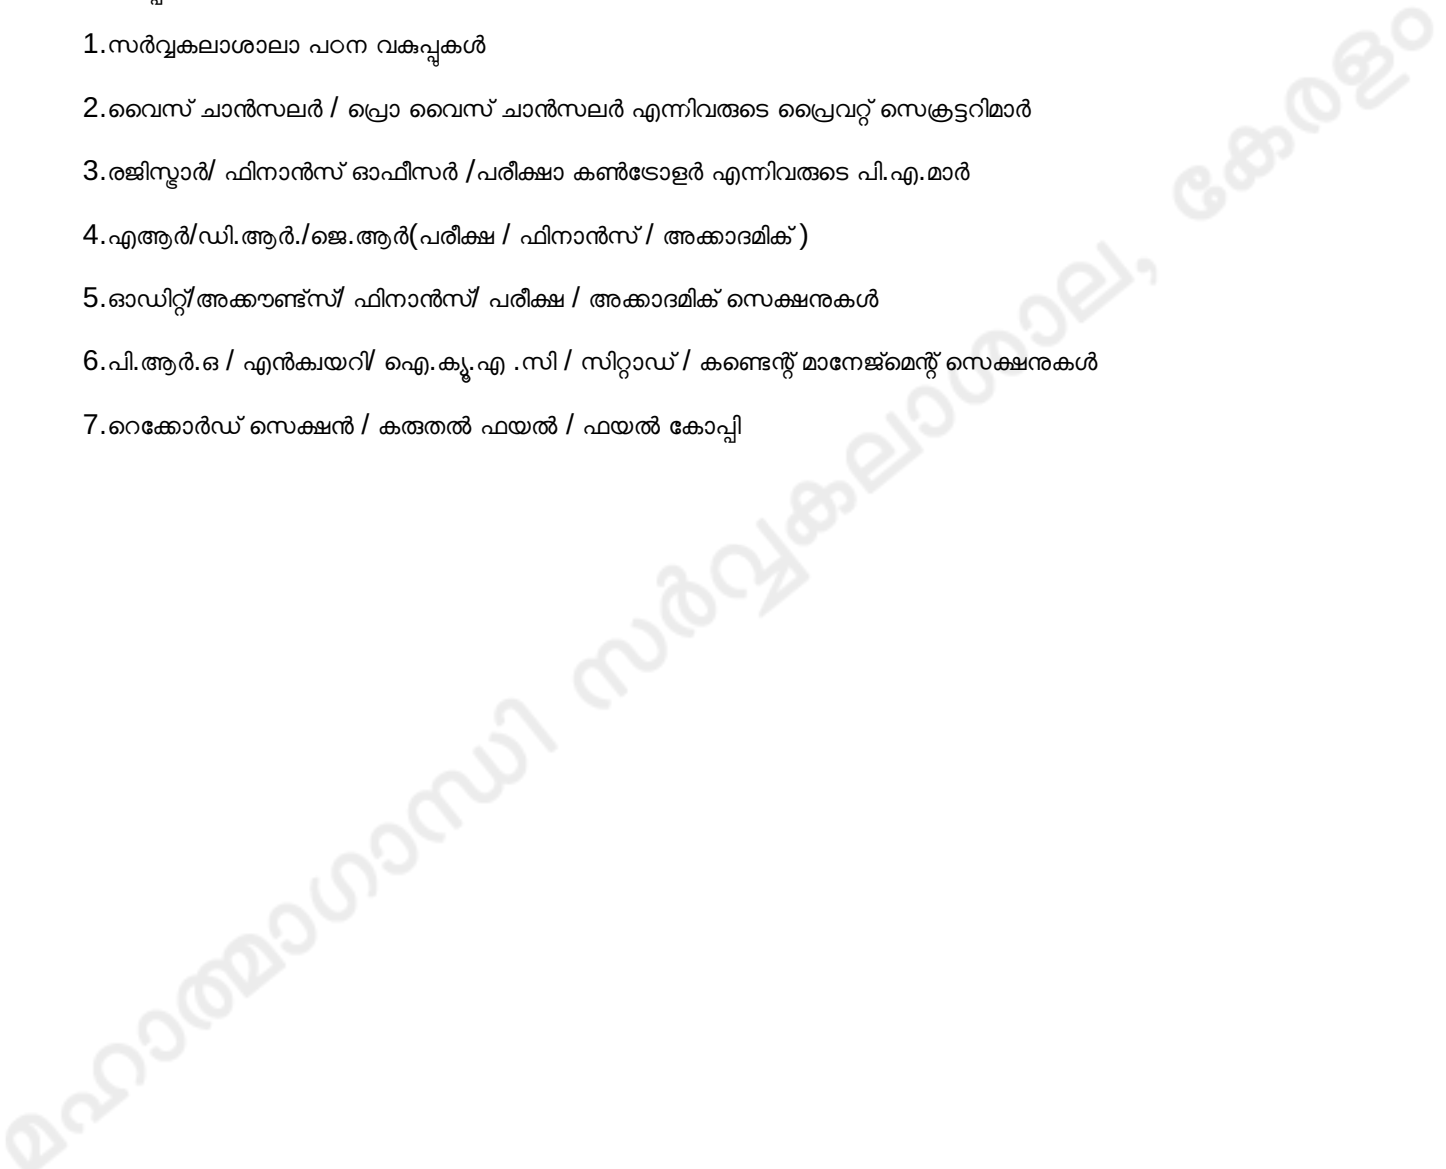 1.സർവ്വകലാശാലാ പഠന വകുപ്പുകൾ
2.വൈസ് ചാൻസലർ / പ്രൊ വൈസ് ചാൻസലർ എന്നിവരുടെ പ്രൈവറ്റ് സെക്രട്ടറിമാർ
3.രജിസ്ട്രാർ/ ഫിനാൻസ് ഓഫീസർ /പരീക്ഷാ കൺട്രോളർ എന്നിവരുടെ പി.എ.മാർ
4.എആർ/ഡി.ആർ./ജെ.ആർ(പരീക്ഷ / ഫിനാൻസ് / അക്കാദമിക് )
5.ഓഡിറ്റ്/അക്കൗണ്ട്സ്/ ഫിനാൻസ്/ പരീക്ഷ / അക്കാദമിക് സെക്ഷനുകൾ
6.പി.ആർ.ഒ / എൻക്വയറി/ ഐ.ക്യൂ.എ .സി / സിറ്റാഡ് / കണ്ടെന്റ് മാനേജ്മെന്റ് സെക്ഷനുകൾ
7.റെക്കോർഡ് സെക്ഷൻ / കരുതൽ ഫയൽ / ഫയൽ കോപ്പി
മഹാത്മാഗാന്ധി സർവ്വകലാശാല, കേരളം